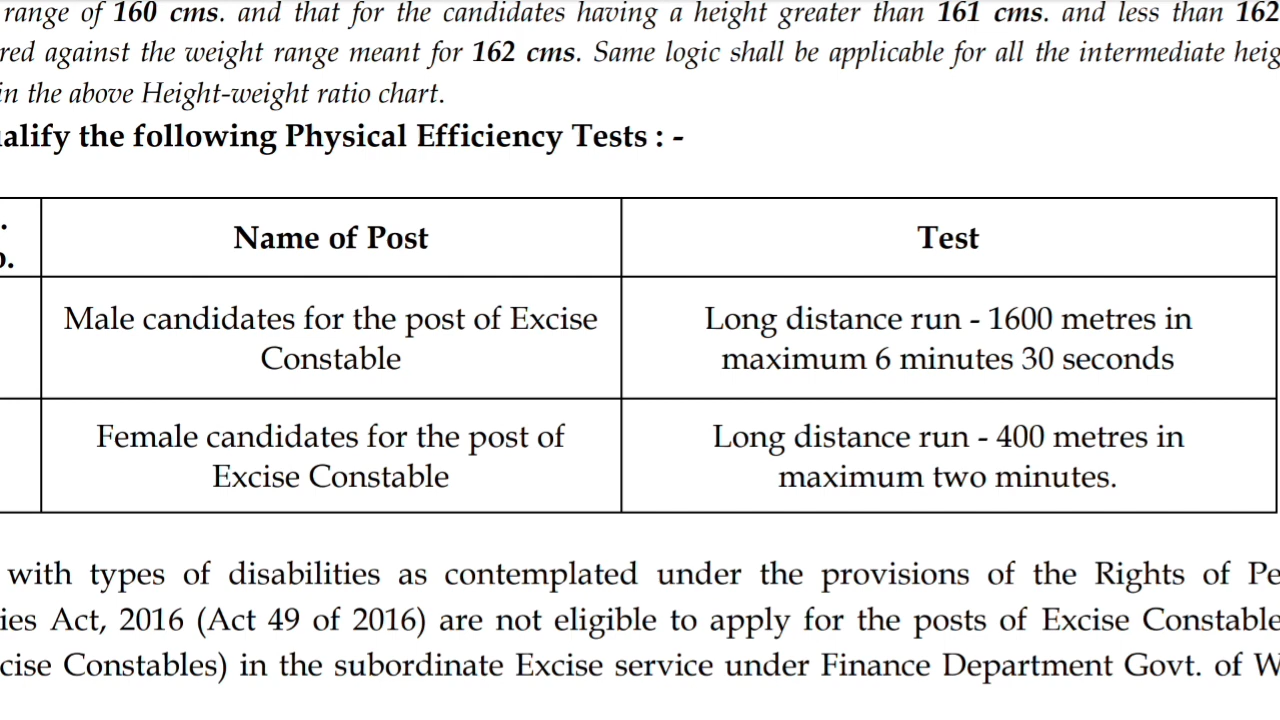 range of 160 cms. and that for the candidates having a height greater than 161 cms. and less than 162
red against the weight range meant for 162 cms. Same logic shall be applicable for all the intermediate heig
in the above Height-weight ratio chart.
alify the following Physical Efficiency Tests : -
Name of Post
Test
Male candidates for the post of Excise
Constable
Long distance run - 1600 metres in
maximum 6 minutes 30 seconds
Female candidates for the post of
Excise Constable
Long distance run - 400 metres in
maximum two minutes.
with types of disabilities as contemplated under the provisions of the Rights of Pe
ies Act, 2016 (Act 49 of 2016) are not eligible to apply for the posts of Excise Constable
cise Constables) in the subordinate Excise service under Finance Department Govt. of W